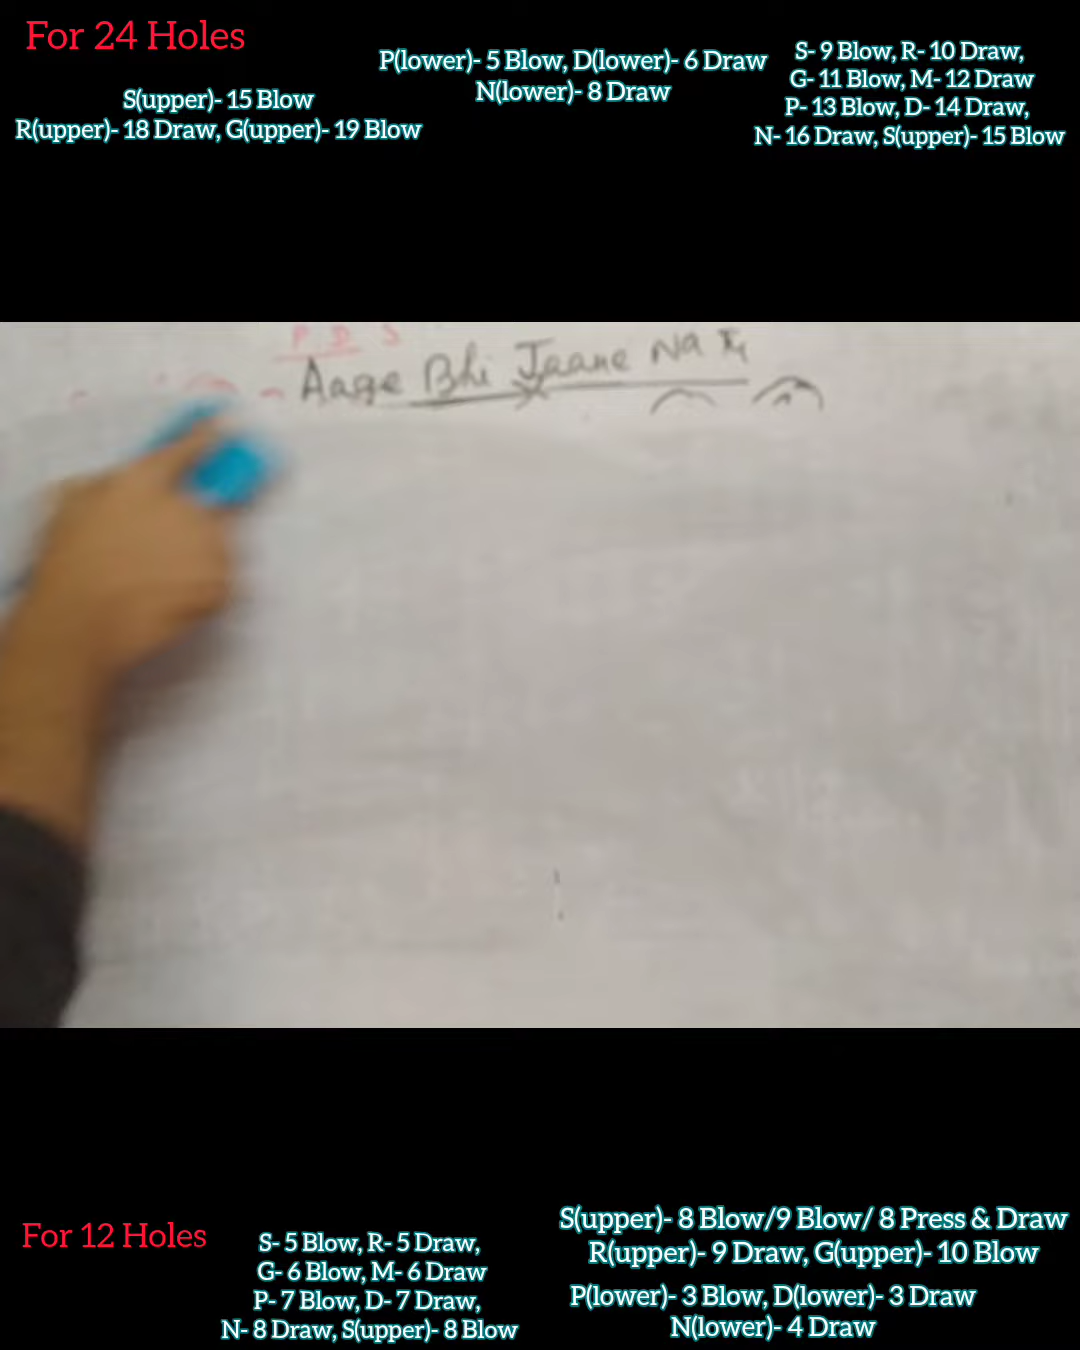 For 24 Holes
S(upper)- 15 Blow
R(upper)- 18 Draw, G(upper)- 19 Blow
P(lower)- 5 Blow, D(lower)- 6 Draw
N(lower)- 8 Draw
S- 9 Blow, R- 10 Draw,
G- 11 Blow, M- 12 Draw
P- 13 Blow, D- 14 Draw,
N- 16 Draw, S(upper)- 15 Blow
P D S
Aage Bhi Jaane Na
For 12 Holes
S- 5 Blow, R- 5 Draw,
G- 6 Blow, M- 6 Draw
P- 7 Blow, D- 7 Draw,
N- 8 Draw, S(upper)- 8 Blow
S(upper)- 8 Blow/9 Blow/ 8 Press & Draw
R(upper)- 9 Draw, G(upper)- 10 Blow
P(lower)- 3 Blow, D(lower)- 3 Draw
N(lower)- 4 Draw